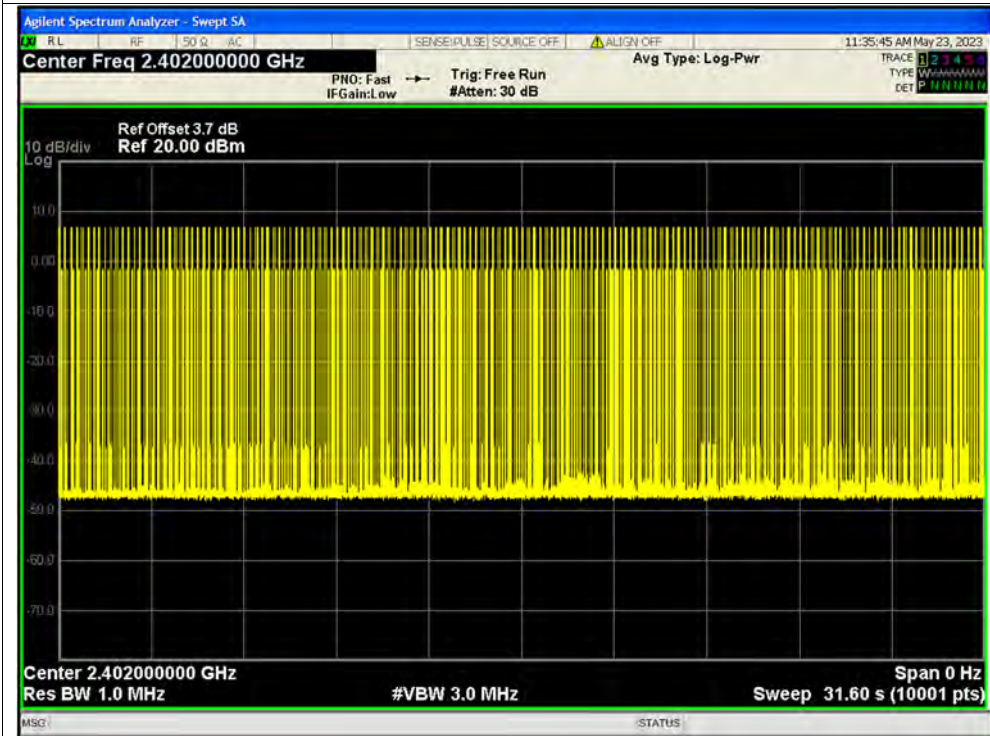 Agilent Spectrum Analyzer - Swept SA
RL RF 50 Ω AC SENSE:PULSE SOURCE OFF ALIGN OFF 11:35:45 AM May 23, 2023
Center Freq 2.402000000 GHz Avg Type: Log-Pwr TRACE 1 2 3 4 5 6
PNO: Fast Trig: Free Run TYPE W
IFGain:Low #Atten: 30 dB DET P N N N N N
Ref Offset 3.7 dB
10 dB/div Ref 20.00 dBm
Log
10.0
0.00
-10.0
-20.0
-30.0
-40.0
-50.0
-60.0
-70.0
Center 2.402000000 GHz Span 0 Hz
Res BW 1.0 MHz #VBW 3.0 MHz Sweep 31.60 s (10001 pts)
MSG STATUS